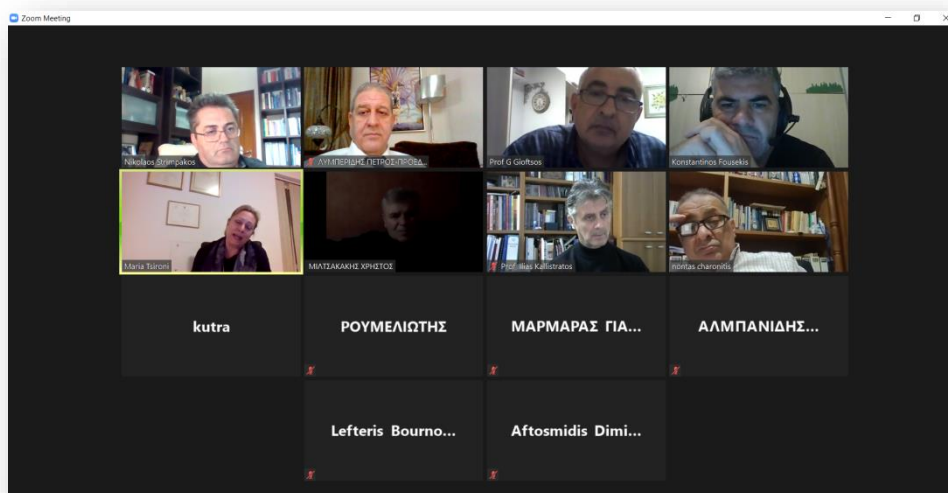 Zoom Meeting
Nikolaos Strimpakos
ΛΥΜΠΕΡΙΔΗΣ ΠΕΤΡΟΣ-ΠΡΟΕΔ...
Prof G Gioftsos
Konstantinos Fousekis
Maria Tsironi
ΜΙΛΤΣΑΚΑΚΗΣ ΧΡΗΣΤΟΣ
Prof. Ilias Kallistratos
nontas charonitis
kutra
ΡΟΥΜΕΛΙΩΤΗΣ
ΜΑΡΜΑΡΑΣ ΓΙΑ...
ΑΛΜΠΑΝΙΔΗΣ...
Lefteris Bourno...
Aftosmidis Dimi...